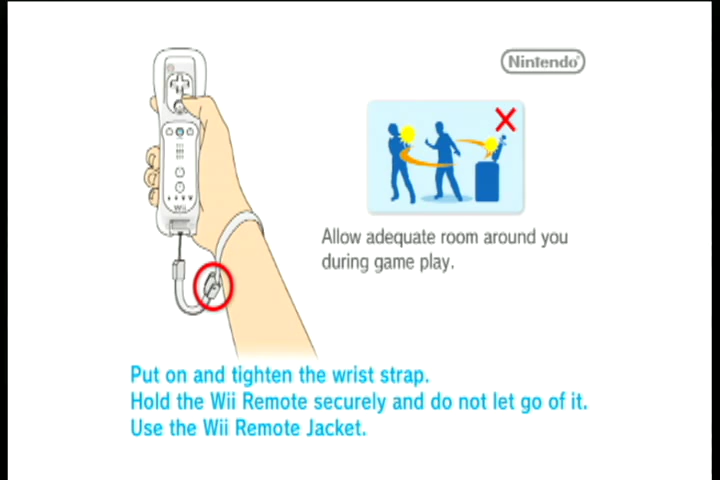 Nintendo
Wii
Allow adequate room around you
during game play.
Put on and tighten the wrist strap.
Hold the Wii Remote securely and do not let go of it.
Use the Wii Remote Jacket.